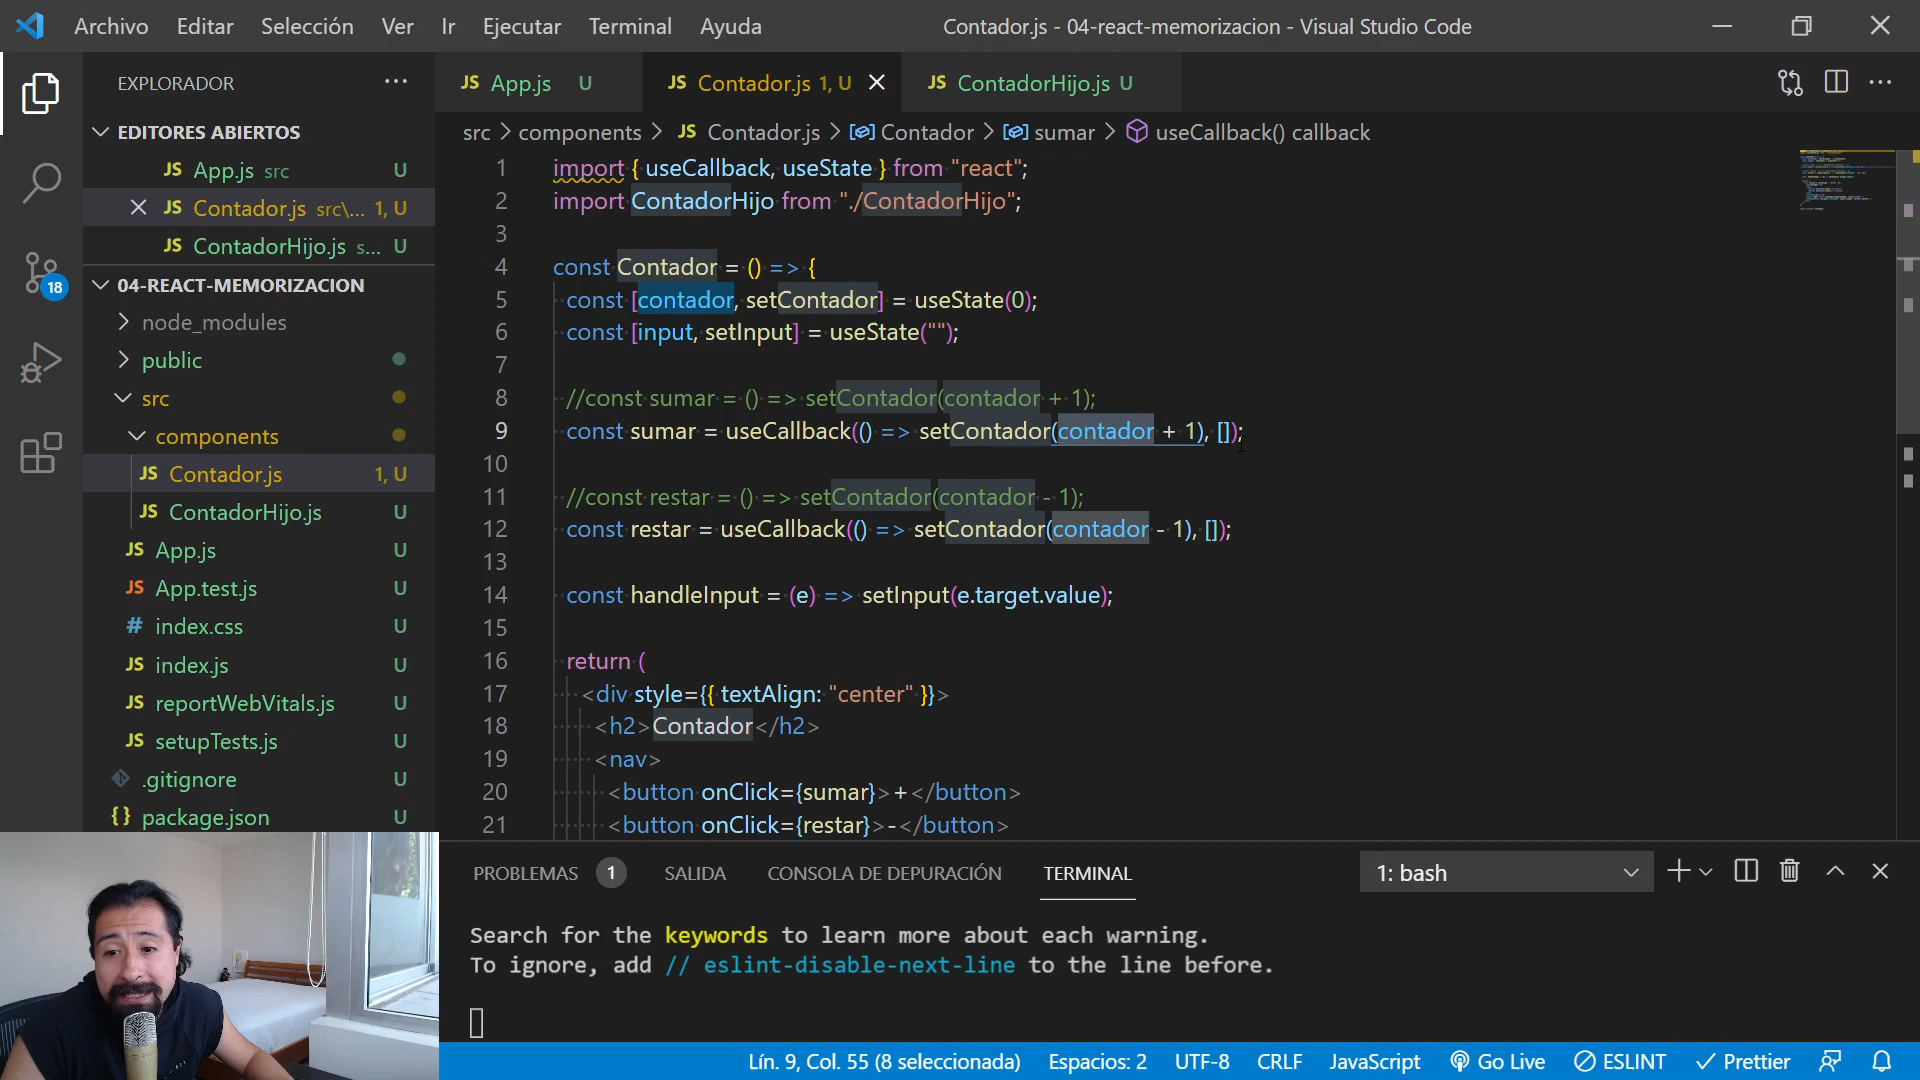 Archivo Editar Selección Ver Ir Ejecutar Terminal Ayuda Contador.js - 04-react-memorizacion - Visual Studio Code
EXPLORADOR
EDITORES ABIERTOS
JS App.js src U
JS Contador.js src\... 1, U
JS ContadorHijo.js s... U
04-REACT-MEMORIZACION
node_modules
public
src
components
JS Contador.js 1, U
JS ContadorHijo.js U
JS App.js U
JS App.test.js U
# index.css U
JS index.js U
JS reportWebVitals.js U
JS setupTests.js U
.gitignore U
{} package.json U
18
JS App.js U JS Contador.js 1, U JS ContadorHijo.js U
src > components > JS Contador.js > Contador > sumar > useCallback() callback
1 import { useCallback, useState } from "react";
2 import ContadorHijo from "./ContadorHijo";
3
4 const Contador = () => {
5 const [contador, setContador] = useState(0);
6 const [input, setInput] = useState("");
7
8 //const sumar = () => setContador(contador + 1);
9 const sumar = useCallback(() => setContador(contador + 1), []);
10
11 //const restar = () => setContador(contador - 1);
12 const restar = useCallback(() => setContador(contador - 1), []);
13
14 const handleInput = (e) => setInput(e.target.value);
15
16 return (
17 <div style={{ textAlign: "center" }}>
18 <h2>Contador</h2>
19 <nav>
20 <button onClick={sumar}>+</button>
21 <button onClick={restar}>-</button>
PROBLEMAS 1 SALIDA CONSOLA DE DEPURACIÓN TERMINAL 1: bash
Search for the keywords to learn more about each warning.
To ignore, add // eslint-disable-next-line to the line before.
Lín. 9, Col. 55 (8 seleccionada) Espacios: 2 UTF-8 CRLF JavaScript Go Live ESLINT Prettier